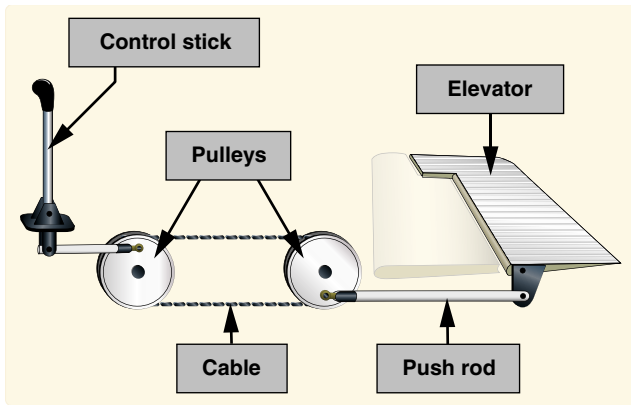 Control stick
Elevator
Pulleys
Cable
Push rod